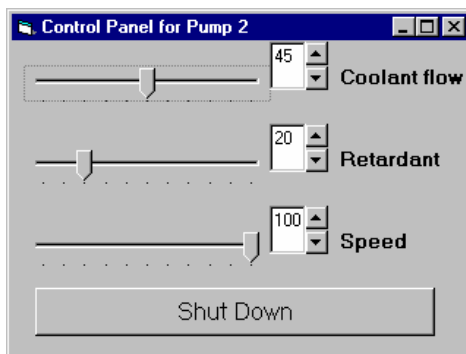 Control Panel for Pump 2
45
Coolant flow
20
Retardant
100
Speed
Shut Down